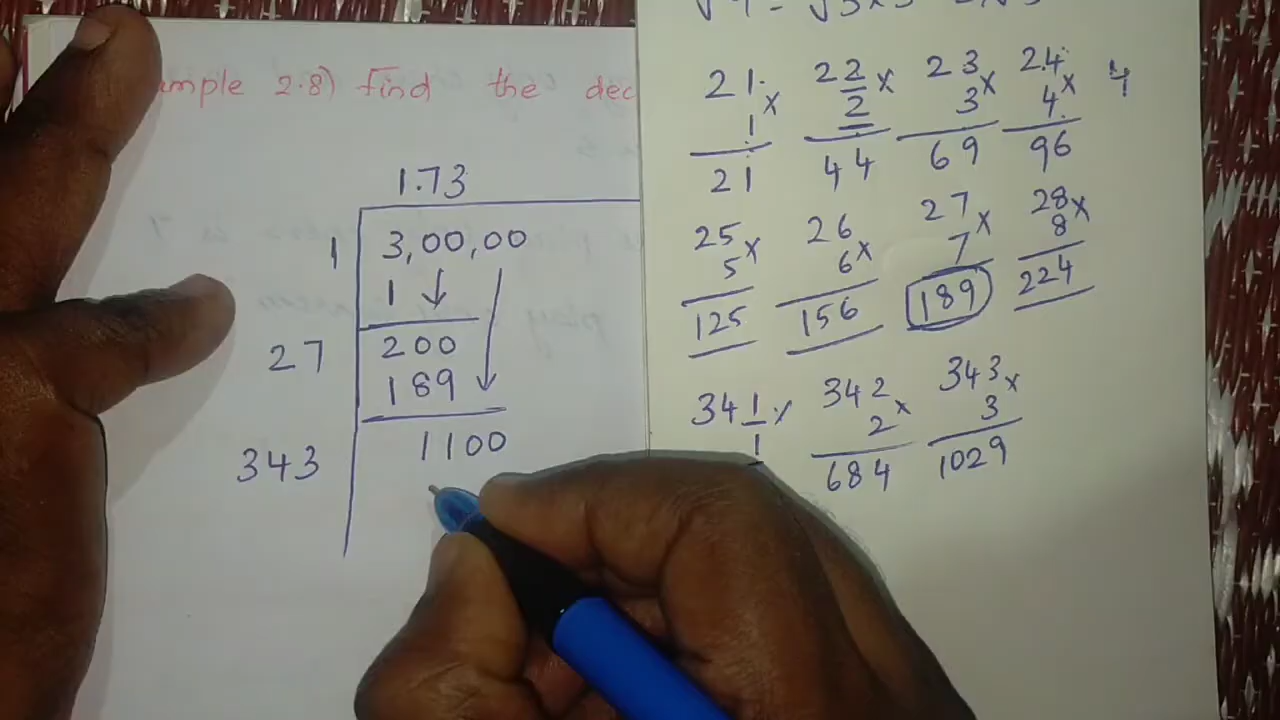 ample 2.8) find the dec
1.73
1 3,00,00
1
27 200
189
343 1100
21 22 23 24 4
x x x x
1 2 3 4
21 44 69 96
25 26 27 28
x x x x
5 6 7 8
125 156 189 224
341 342 343
x x x
1 2 3
684 1029